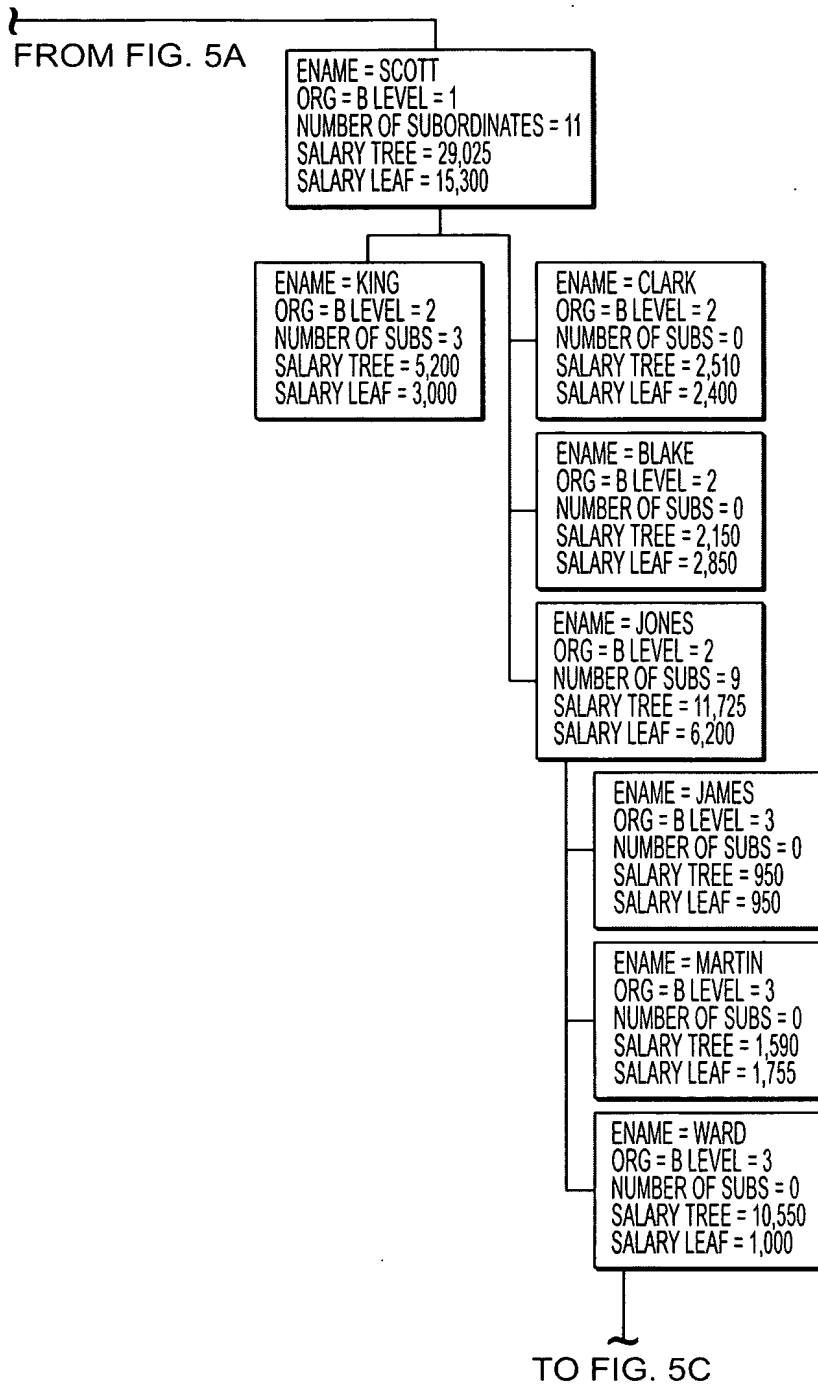 FROM FIG. 5A
ENAME = SCOTT
ORG = B LEVEL = 1
NUMBER OF SUBORDINATES = 11
SALARY TREE = 29,025
SALARY LEAF = 15,300
ENAME = KING
ORG = B LEVEL = 2
NUMBER OF SUBS = 3
SALARY TREE = 5,200
SALARY LEAF = 3,000
ENAME = CLARK
ORG = B LEVEL = 2
NUMBER OF SUBS = 0
SALARY TREE = 2,510
SALARY LEAF = 2,400
ENAME = BLAKE
ORG = B LEVEL = 2
NUMBER OF SUBS = 0
SALARY TREE = 2,150
SALARY LEAF = 2,850
ENAME = JONES
ORG = B LEVEL = 2
NUMBER OF SUBS = 9
SALARY TREE = 11,725
SALARY LEAF = 6,200
ENAME = JAMES
ORG = B LEVEL = 3
NUMBER OF SUBS = 0
SALARY TREE = 950
SALARY LEAF = 950
ENAME = MARTIN
ORG = B LEVEL = 3
NUMBER OF SUBS = 0
SALARY TREE = 1,590
SALARY LEAF = 1,755
ENAME = WARD
ORG = B LEVEL = 3
NUMBER OF SUBS = 0
SALARY TREE = 10,550
SALARY LEAF = 1,000
TO FIG. 5C